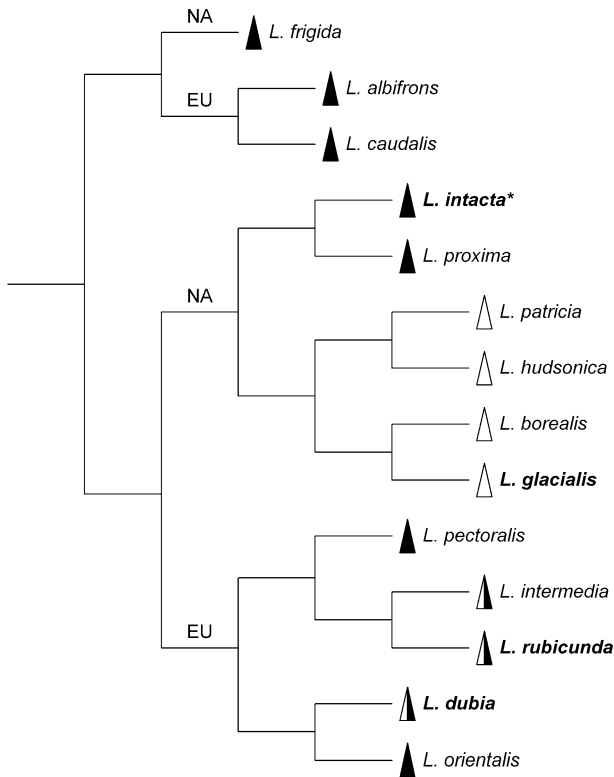 NA
L. frigida
L. albifrons
EU
L. caudalis
L. intacta*
L. proxima
NA
L. patricia
L. hudsonica
L. borealis
L. glacialis
L. pectoralis
L. intermedia
EU
L. rubicunda
L. dubia
L. orientalis